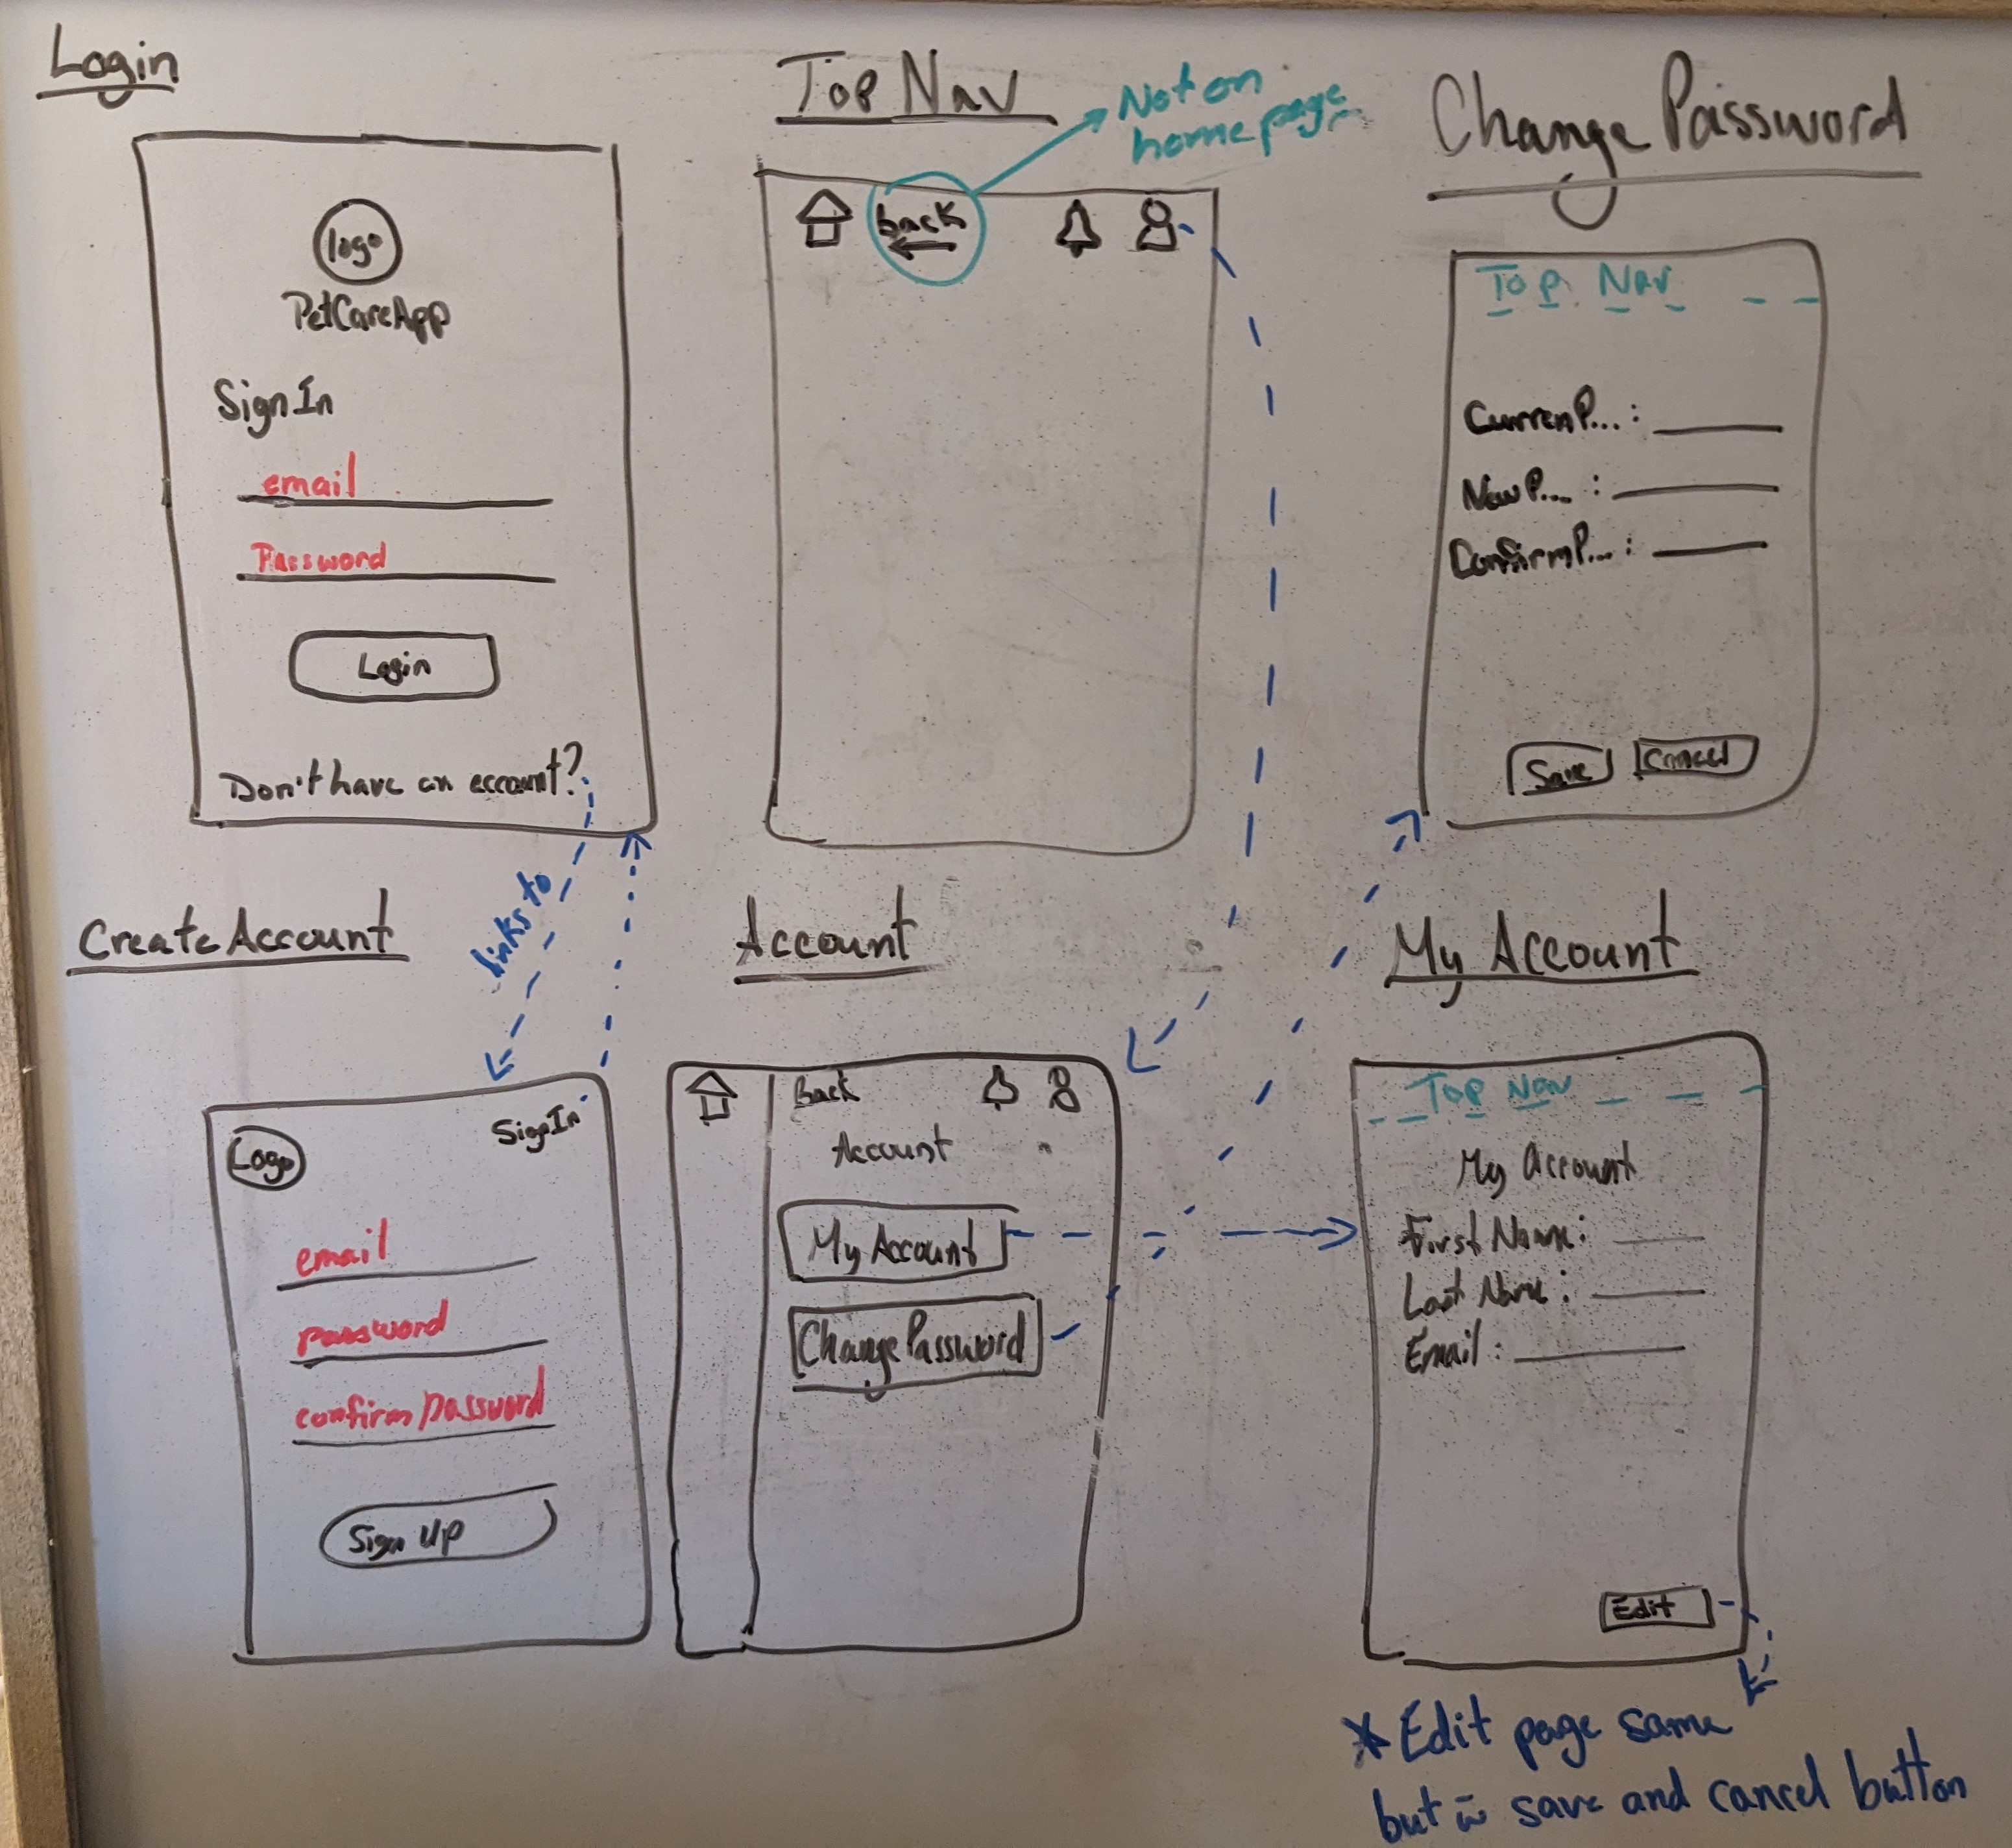 Login
logo
PetCareApp
Sign In
email
Password
Login
Don't have an account?
links to
Top Nav
Not on
home page
back
Change Password
Top Nav
CurrenP...:
New P... :
ConfirmP...:
Save
Cancel
Create Account
Logo
Sign In
email
password
confirm password
Sign Up
Account
Back
Account
My Account
Change Password
My Account
Top Nav
My Account
First Name:
Last Name:
Email:
Edit
* Edit page same
but w̄ save and cancel button